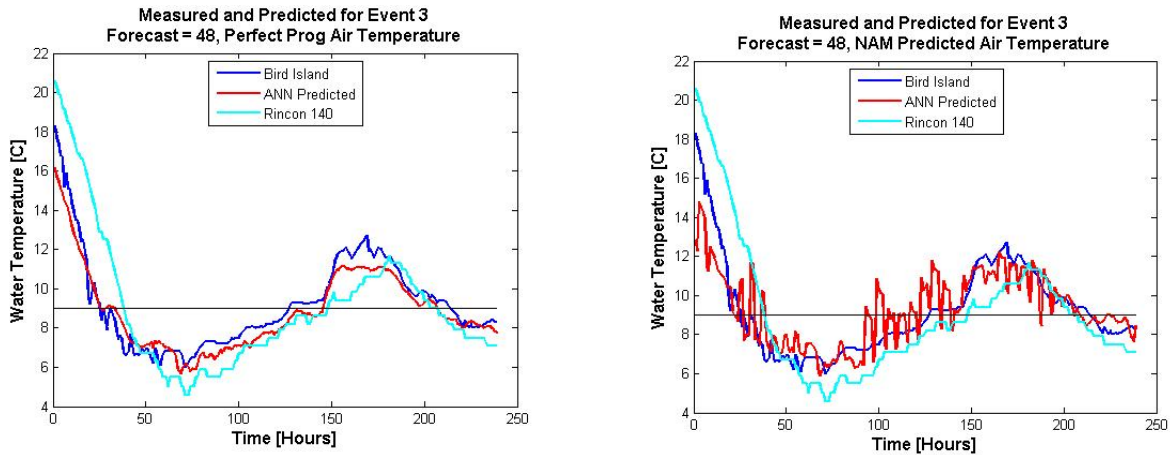 Measured and Predicted for Event 3
Forecast = 48, Perfect Prog Air Temperature
22
20
18
16
14
12
10
8
6
4
Water Temperature [C]
Bird Island
ANN Predicted
Rincon 140
0
50
100
150
200
250
Time [Hours]
Measured and Predicted for Event 3
Forecast = 48, NAM Predicted Air Temperature
22
20
18
16
14
12
10
8
6
4
Water Temperature [C]
Bird Island
ANN Predicted
Rincon 140
0
50
100
150
200
250
Time [Hours]